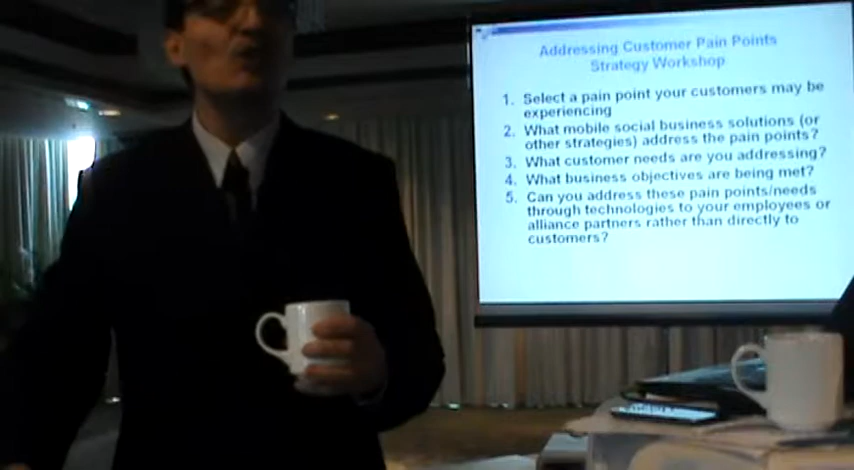 Addressing Customer Pain Points
Strategy Workshop
1. Select a pain point your customers may be
experiencing
2. What mobile social business solutions (or
other strategies) address the pain points?
3. What customer needs are you addressing?
4. What business objectives are being met?
5. Can you address these pain points/needs
through technologies to your employees or
alliance partners rather than directly to
customers?